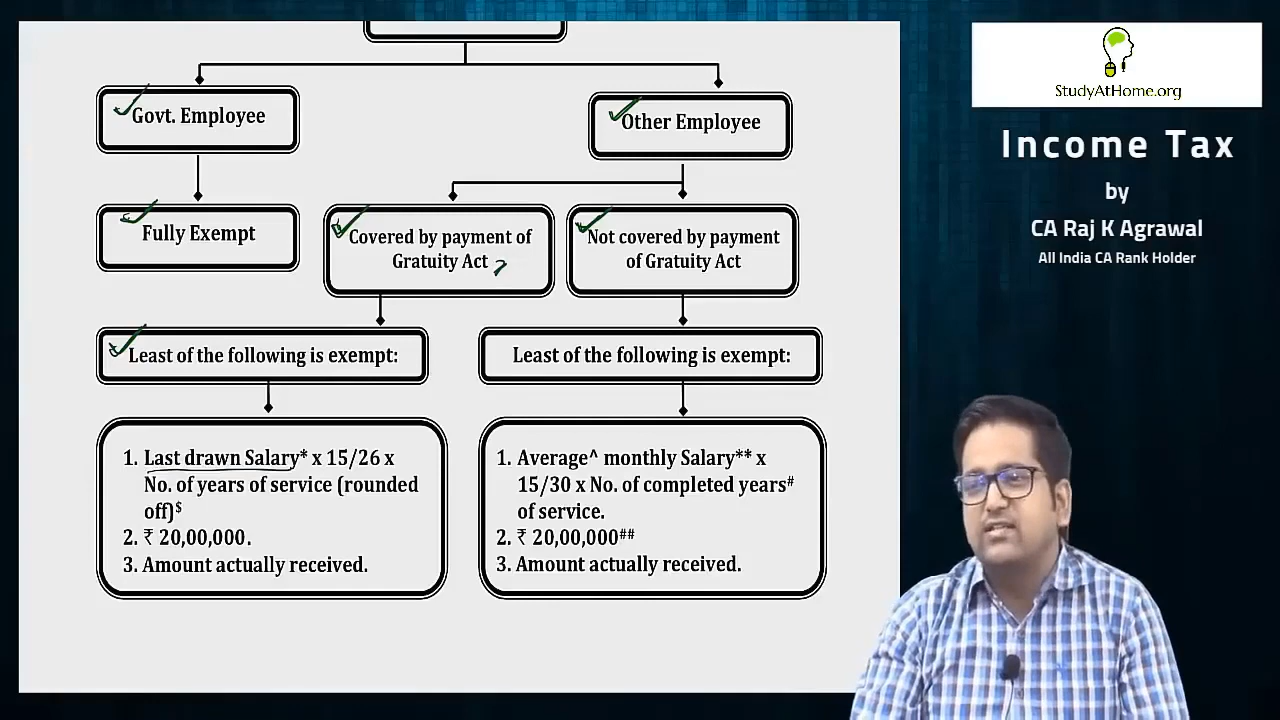 Govt. Employee
Other Employee
Fully Exempt
Covered by payment of
Gratuity Act
Not covered by payment
of Gratuity Act
Least of the following is exempt:
Least of the following is exempt:
1. Last drawn Salary* x 15/26 x
No. of years of service (rounded
off)$
2. ₹ 20,00,000.
3. Amount actually received.
1. Average^ monthly Salary** x
15/30 x No. of completed years#
of service.
2. ₹ 20,00,000##
3. Amount actually received.
StudyAtHome.org
Income Tax
by
CA Raj K Agrawal
All India CA Rank Holder